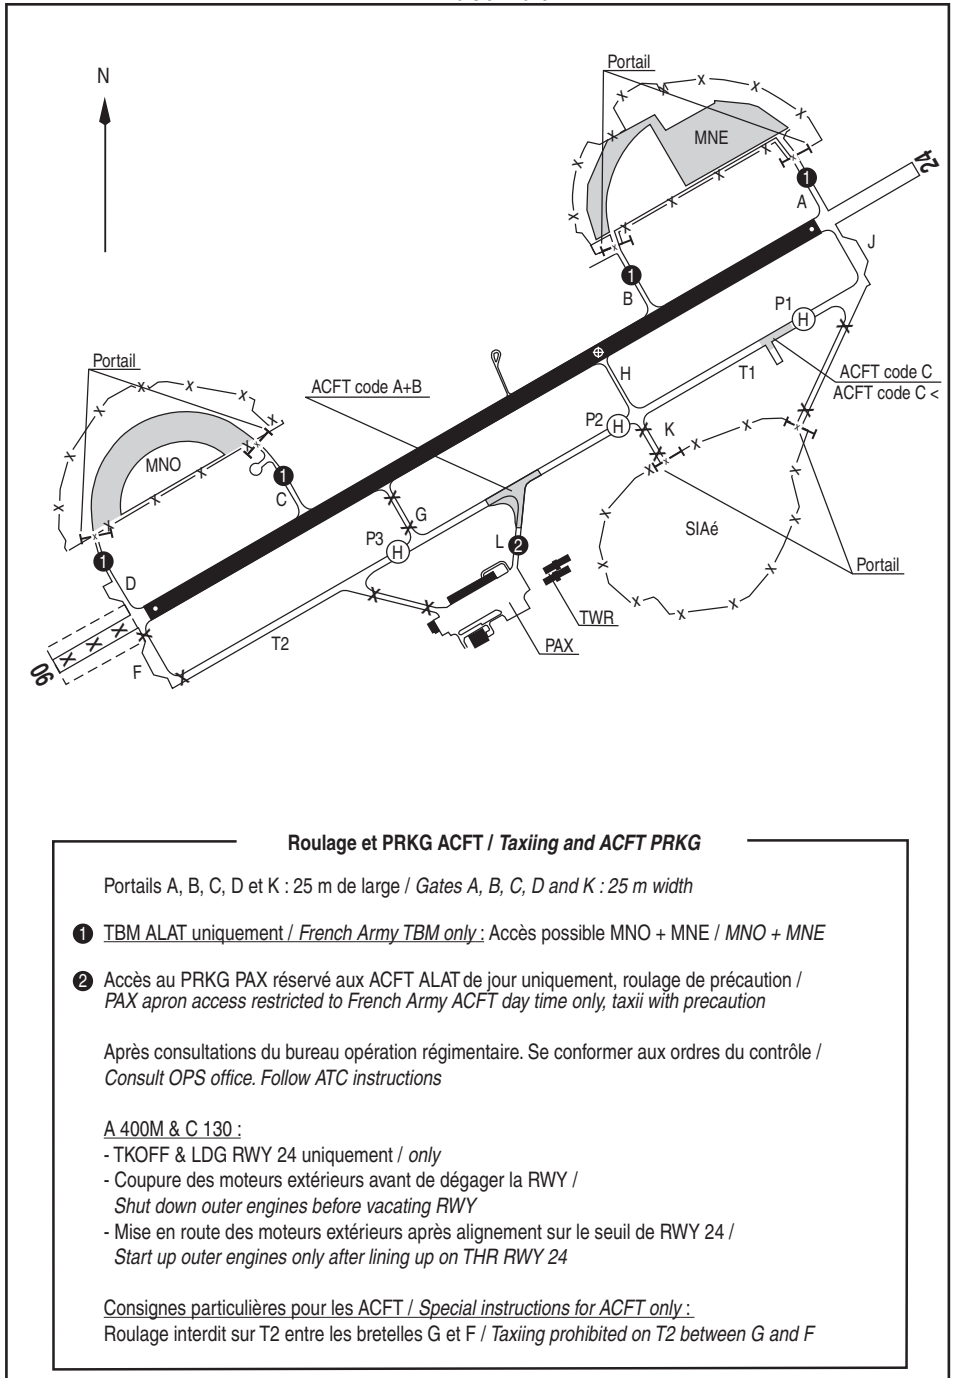 N
Portail
MNE
24
1
A
J
1
B
P1
H
Portail
ACFT code A+B
H
T1
ACFT code C
ACFT code C <
P2
H
K
MNO
1
C
G
SIAé
P3
H
L
2
Portail
1
D
TWR
T2
PAX
F
06
Roulage et PRKG ACFT / Taxiing and ACFT PRKG
Portails A, B, C, D et K : 25 m de large / Gates A, B, C, D and K : 25 m width
1 TBM ALAT uniquement / French Army TBM only : Accès possible MNO + MNE / MNO + MNE
2 Accès au PRKG PAX réservé aux ACFT ALAT de jour uniquement, roulage de précaution /
PAX apron access restricted to French Army ACFT day time only, taxii with precaution
Après consultations du bureau opération régimentaire. Se conformer aux ordres du contrôle /
Consult OPS office. Follow ATC instructions
A 400M & C 130 :
- TKOFF & LDG RWY 24 uniquement / only
- Coupure des moteurs extérieurs avant de dégager la RWY /
Shut down outer engines before vacating RWY
- Mise en route des moteurs extérieurs après alignement sur le seuil de RWY 24 /
Start up outer engines only after lining up on THR RWY 24
Consignes particulières pour les ACFT / Special instructions for ACFT only :
Roulage interdit sur T2 entre les bretelles G et F / Taxiing prohibited on T2 between G and F